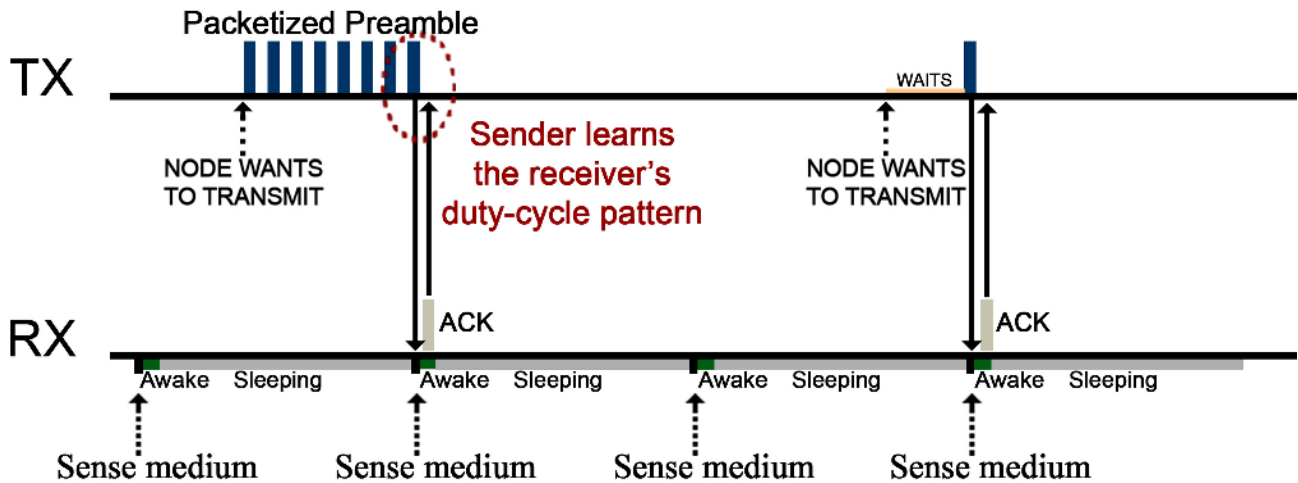 Packetized Preamble
TX
WAITS
NODE WANTS
TO TRANSMIT
Sender learns
the receiver's
duty-cycle pattern
NODE WANTS
TO TRANSMIT
ACK
ACK
RX
Awake Sleeping Awake Sleeping Awake Sleeping Awake Sleeping
Sense medium Sense medium Sense medium Sense medium